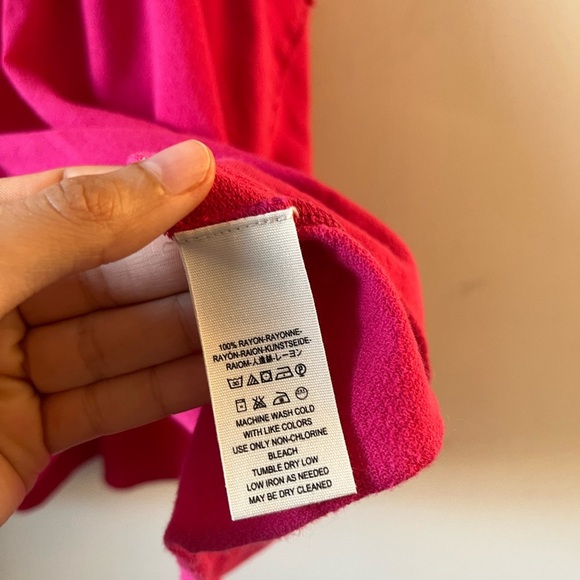 100% RAYON-RAYONNE-
RAYÓN-RAION-KUNSTSEIDE-
RAIOM-人造絲-レーヨン
MACHINE WASH COLD
WITH LIKE COLORS
USE ONLY NON-CHLORINE
BLEACH
TUMBLE DRY LOW
LOW IRON AS NEEDED
MAY BE DRY CLEANED